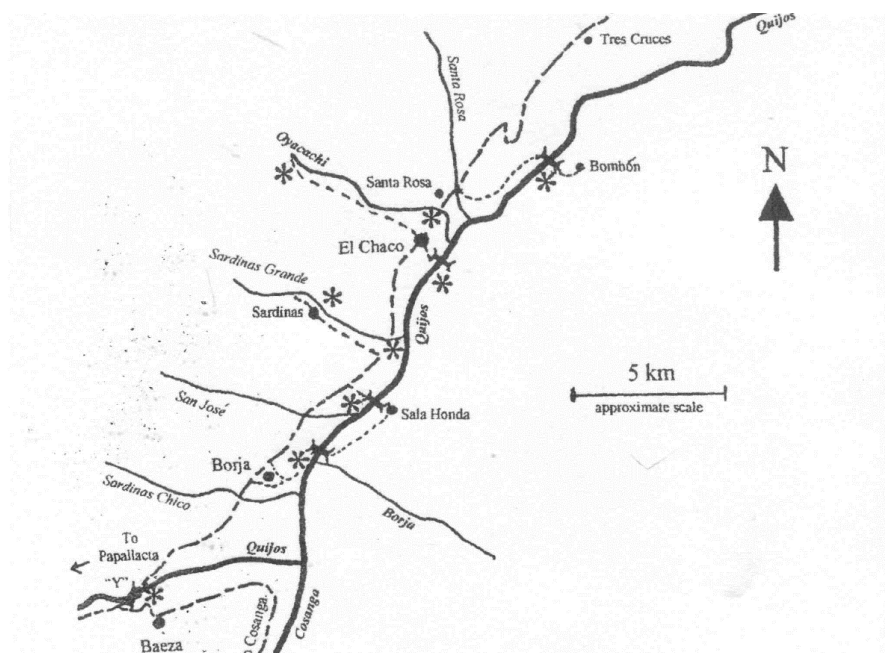 Quijos
Tres Cruces
Santa Rosa
Oyacachi
N
Bombón
Santa Rosa
El Chaco
Sardinas Grande
Sardinas
Quijos
5 km
approximate scale
San José
Sala Honda
Borja
Sardinas Chico
Borja
To
Papallacta
Quijos
"Y"
Cosanga
Cosanga
Baeza